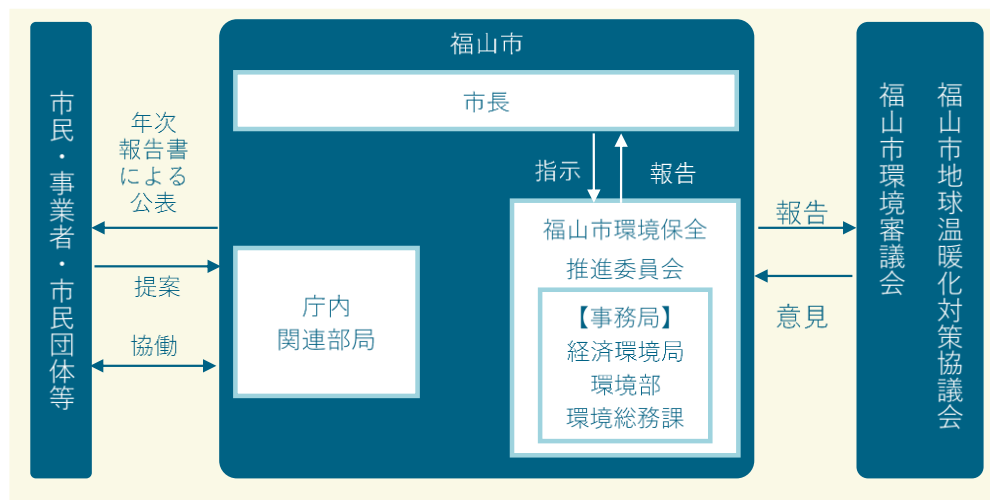 福山市
市長
市民・事業者・市民団体等
年次
報告書
による
公表
提案
協働
指示
報告
庁内
関連部局
福山市環境保全
推進委員会
【事務局】
経済環境局
環境部
環境総務課
報告
意見
福山市地球温暖化対策協議会
福山市環境審議会